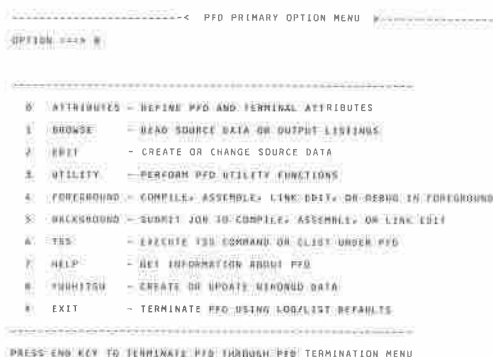 < PFD PRIMARY OPTION MENU >
OPTION ===>
0 ATTRIBUTES - DEFINE PFD AND TERMINAL ATTRIBUTES
1 BROWSE - READ SOURCE DATA OR OUTPUT LISTINGS
2 EDIT - CREATE OR CHANGE SOURCE DATA
3 UTILITY - PERFORM PFD UTILITY FUNCTIONS
4 FOREGROUND - COMPILE, ASSEMBLE, LINK EDIT, OR DEBUG IN FOREGROUND
5 BACKGROUND - SUBMIT JOB TO COMPILE, ASSEMBLE, OR LINK EDIT
6 TSS - EXECUTE TSS COMMAND OR CLIST UNDER PFD
7 HELP - GET INFORMATION ABOUT PFD
8 YUUHITSU - CREATE OR UPDATE NIHONGO DATA
EXIT - TERMINATE PFD USING LOG/LIST DEFAULTS
PRESS END KEY TO TERMINATE PFD THROUGH PFD TERMINATION MENU